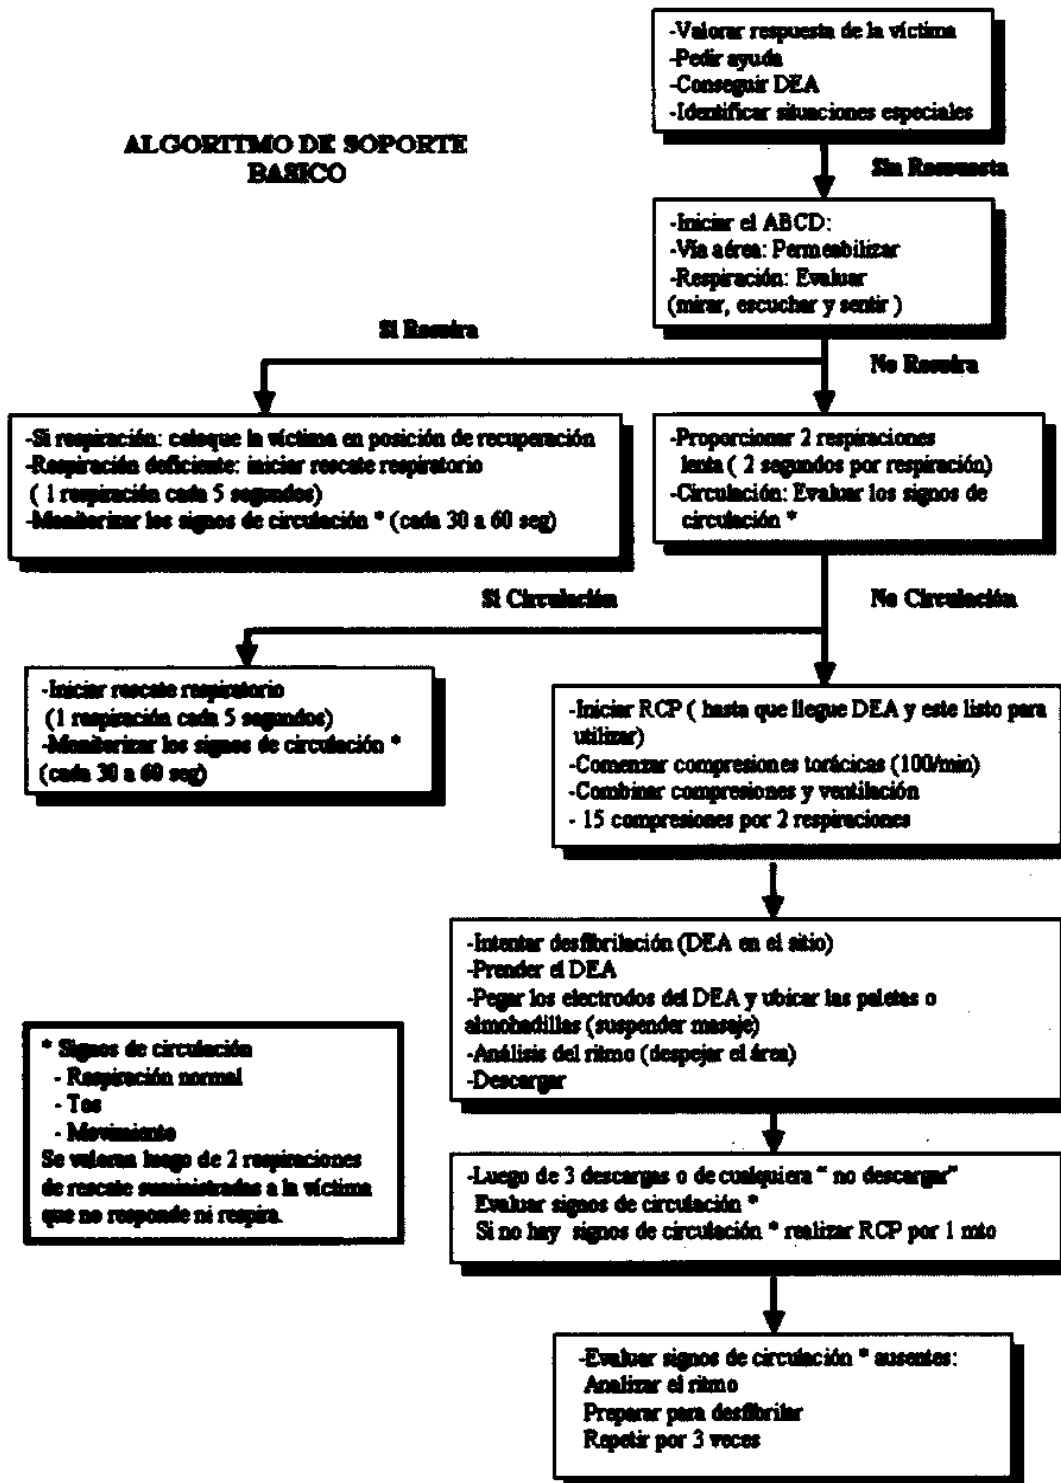 -Valorar respuesta de la víctima
-Pedir ayuda
-Conseguir DEA
-Identificar situaciones especiales
ALGORITMO DE SOPORTE
BASICO
Sin Respuesta
-Iniciar el ABCD:
-Vía aérea: Permeabilizar
-Respiración: Evaluar
(mirar, escuchar y sentir )
Si Respira
No Respira
-Si respiración: coloque la víctima en posición de recuperación
-Respiración deficiente: iniciar rescate respiratorio
( 1 respiración cada 5 segundos)
-Monitorizar los signos de circulación * (cada 30 a 60 seg)
-Proporcionar 2 respiraciones
lenta ( 2 segundos por respiración)
-Circulación: Evaluar los signos de
circulación *
Si Circulación
No Circulación
-Iniciar rescate respiratorio
(1 respiración cada 5 segundos)
-Monitorizar los signos de circulación *
(cada 30 a 60 seg)
-Iniciar RCP ( hasta que llegue DEA y este listo para
utilizar)
-Comenzar compresiones torácicas (100/min)
-Combinar compresiones y ventilación
- 15 compresiones por 2 respiraciones
-Intentar desfibrilación (DEA en el sitio)
-Prender el DEA
-Pegar los electrodos del DEA y ubicar las paletas o
almohadillas (suspender masaje)
-Análisis del ritmo (despejar el área)
-Descargar
* Signos de circulación
- Respiración normal
- Tos
- Movimiento
Se valoran luego de 2 respiraciones
de rescate suministradas a la víctima
que no responde ni respira.
-Luego de 3 descargas o de cualquiera " no descargar"
Evaluar signos de circulación *
Si no hay signos de circulación * realizar RCP por 1 mto
-Evaluar signos de circulación * ausentes:
Analizar el ritmo
Preparar para desfibrilar
Repetir por 3 veces